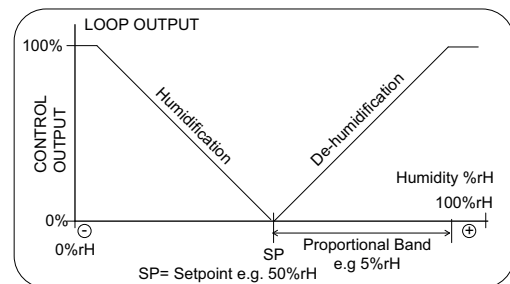 LOOP OUTPUT
100%
CONTROL
OUTPUT
Humidification
De-humidification
Humidity %rH
100%rH
0%
0%rH
SP
Proportional Band
e.g 5%rH
SP= Setpoint e.g. 50%rH